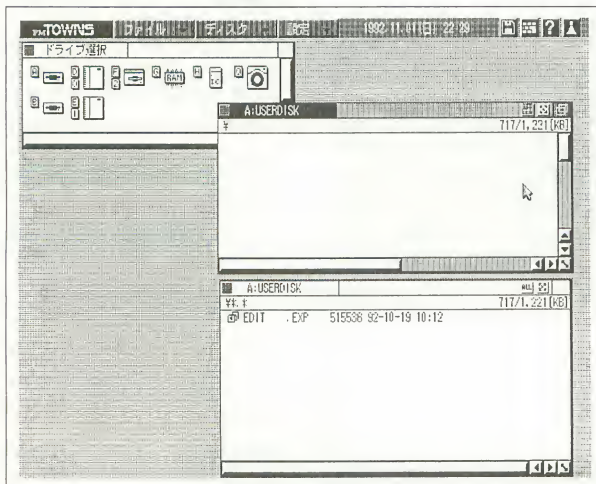 FMTOWNS ファイル ディスク 設定 1992-11-01(日) 22:39
ドライブ選択
RAM
IC
A:USERDISK
¥ 717/1,221[KB]
A:USERDISK ALL
¥*.* 717/1,221[KB]
EDIT .EXP 515536 92-10-19 10:12